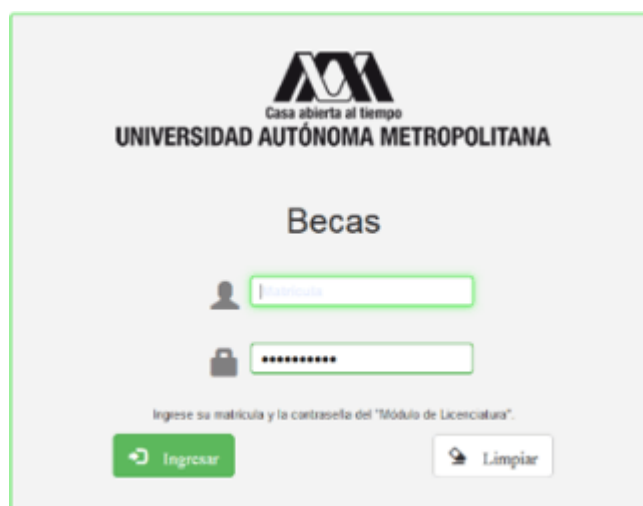 Casa abierta al tiempo
UNIVERSIDAD AUTÓNOMA METROPOLITANA
Becas
Matrícula
••••••••••
Ingrese su matrícula y la contraseña del "Módulo de Licenciatura".
Ingresar
Limpiar